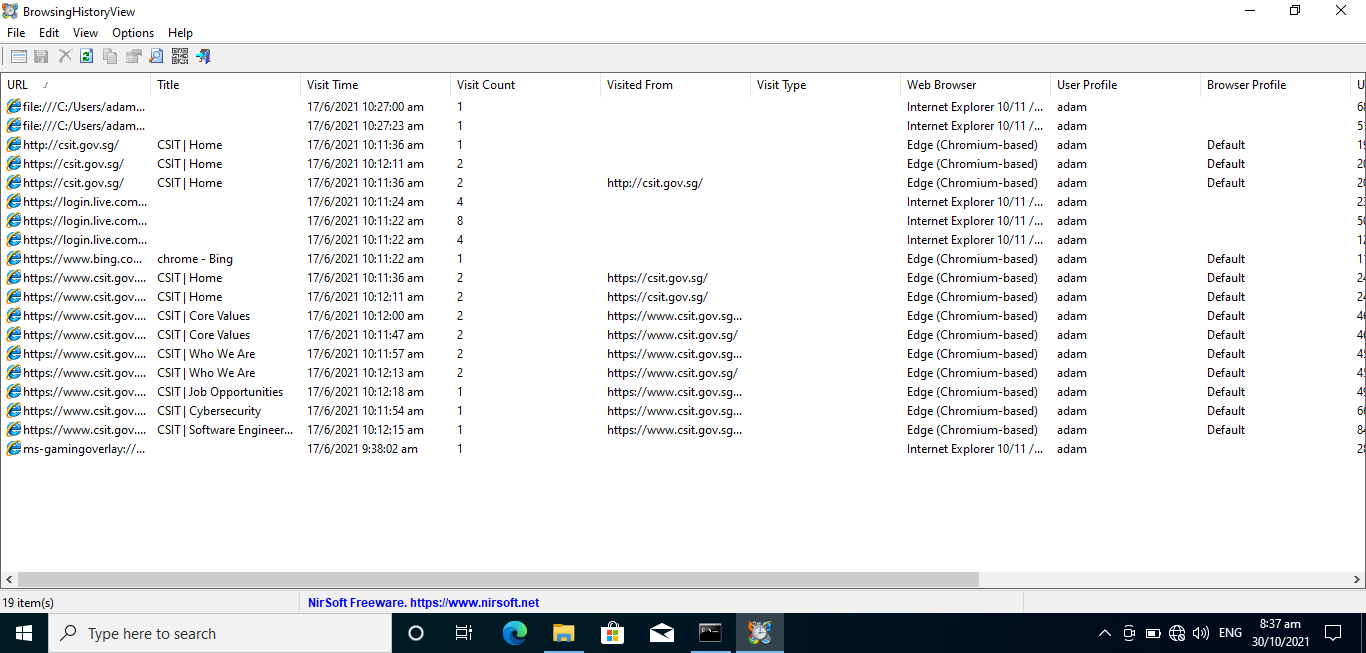 BrowsingHistoryView
File Edit View Options Help
URL Title Visit Time Visit Count Visited From Visit Type Web Browser User Profile Browser Profile U
file:///C:/Users/adam... 17/6/2021 10:27:00 am 1 Internet Explorer 10/11 /... adam 68
file:///C:/Users/adam... 17/6/2021 10:27:23 am 1 Internet Explorer 10/11 /... adam 51
http://csit.gov.sg/ CSIT | Home 17/6/2021 10:11:36 am 1 Edge (Chromium-based) adam Default 19
https://csit.gov.sg/ CSIT | Home 17/6/2021 10:12:11 am 2 Edge (Chromium-based) adam Default 20
https://csit.gov.sg/ CSIT | Home 17/6/2021 10:11:36 am 2 http://csit.gov.sg/ Edge (Chromium-based) adam Default 20
https://login.live.com... 17/6/2021 10:11:24 am 4 Internet Explorer 10/11 /... adam 23
https://login.live.com... 17/6/2021 10:11:22 am 8 Internet Explorer 10/11 /... adam 50
https://login.live.com... 17/6/2021 10:11:22 am 4 Internet Explorer 10/11 /... adam 12
https://www.bing.co... chrome - Bing 17/6/2021 10:11:22 am 1 Edge (Chromium-based) adam Default 11
https://www.csit.gov.... CSIT | Home 17/6/2021 10:11:36 am 2 https://csit.gov.sg/ Edge (Chromium-based) adam Default 24
https://www.csit.gov.... CSIT | Home 17/6/2021 10:12:11 am 2 https://csit.gov.sg/ Edge (Chromium-based) adam Default 24
https://www.csit.gov.... CSIT | Core Values 17/6/2021 10:12:00 am 2 https://www.csit.gov.sg... Edge (Chromium-based) adam Default 46
https://www.csit.gov.... CSIT | Core Values 17/6/2021 10:11:47 am 2 https://www.csit.gov.sg/ Edge (Chromium-based) adam Default 46
https://www.csit.gov.... CSIT | Who We Are 17/6/2021 10:11:57 am 2 https://www.csit.gov.sg... Edge (Chromium-based) adam Default 45
https://www.csit.gov.... CSIT | Who We Are 17/6/2021 10:12:13 am 2 https://www.csit.gov.sg/ Edge (Chromium-based) adam Default 45
https://www.csit.gov.... CSIT | Job Opportunities 17/6/2021 10:12:18 am 1 https://www.csit.gov.sg... Edge (Chromium-based) adam Default 49
https://www.csit.gov.... CSIT | Cybersecurity 17/6/2021 10:11:54 am 1 https://www.csit.gov.sg... Edge (Chromium-based) adam Default 60
https://www.csit.gov.... CSIT | Software Engineer... 17/6/2021 10:12:15 am 1 https://www.csit.gov.sg... Edge (Chromium-based) adam Default 84
ms-gamingoverlay://... 17/6/2021 9:38:02 am 1 Internet Explorer 10/11 /... adam 28
19 item(s) NirSoft Freeware. https://www.nirsoft.net
Type here to search ENG 8:37 am
30/10/2021